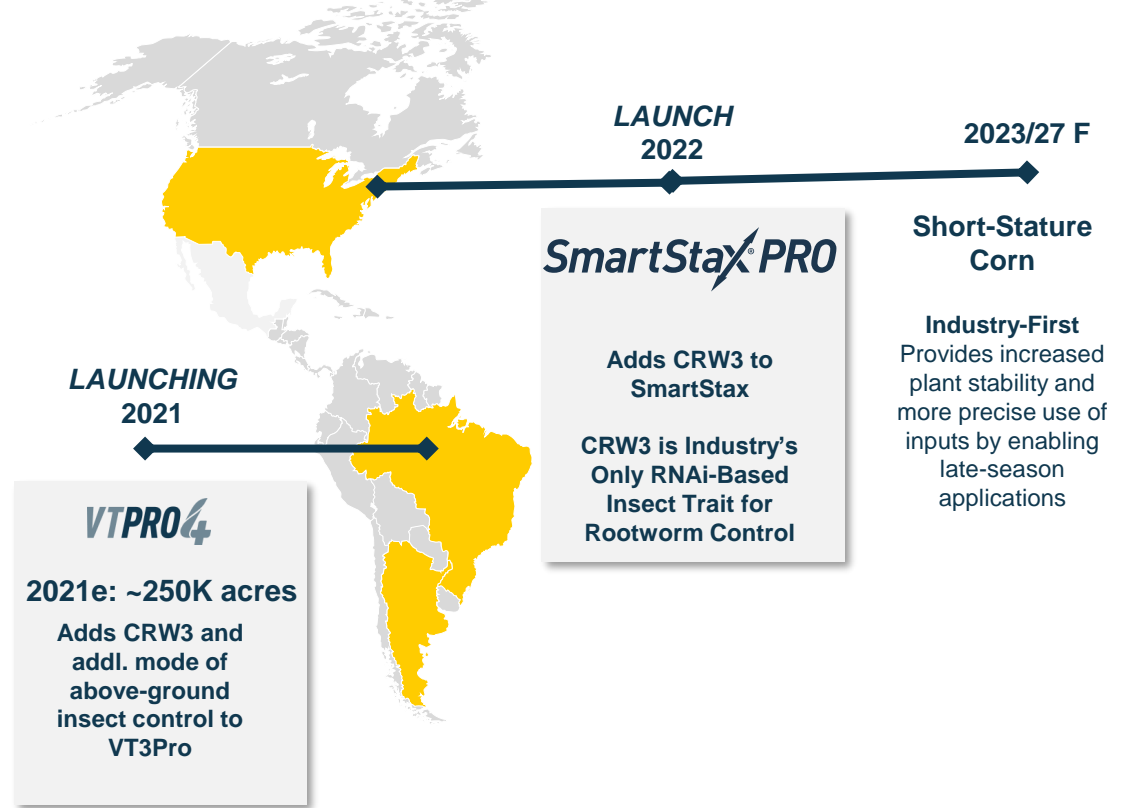 LAUNCH
2022
2023/27 F
SmartStax® PRO
Adds CRW3 to
SmartStax
CRW3 is Industry's
Only RNAi-Based
Insect Trait for
Rootworm Control
Short-Stature
Corn
Industry-First
Provides increased
plant stability and
more precise use of
inputs by enabling
late-season
applications
LAUNCHING
2021
VTPRO4
2021e: ~250K acres
Adds CRW3 and
addl. mode of
above-ground
insect control to
VT3Pro